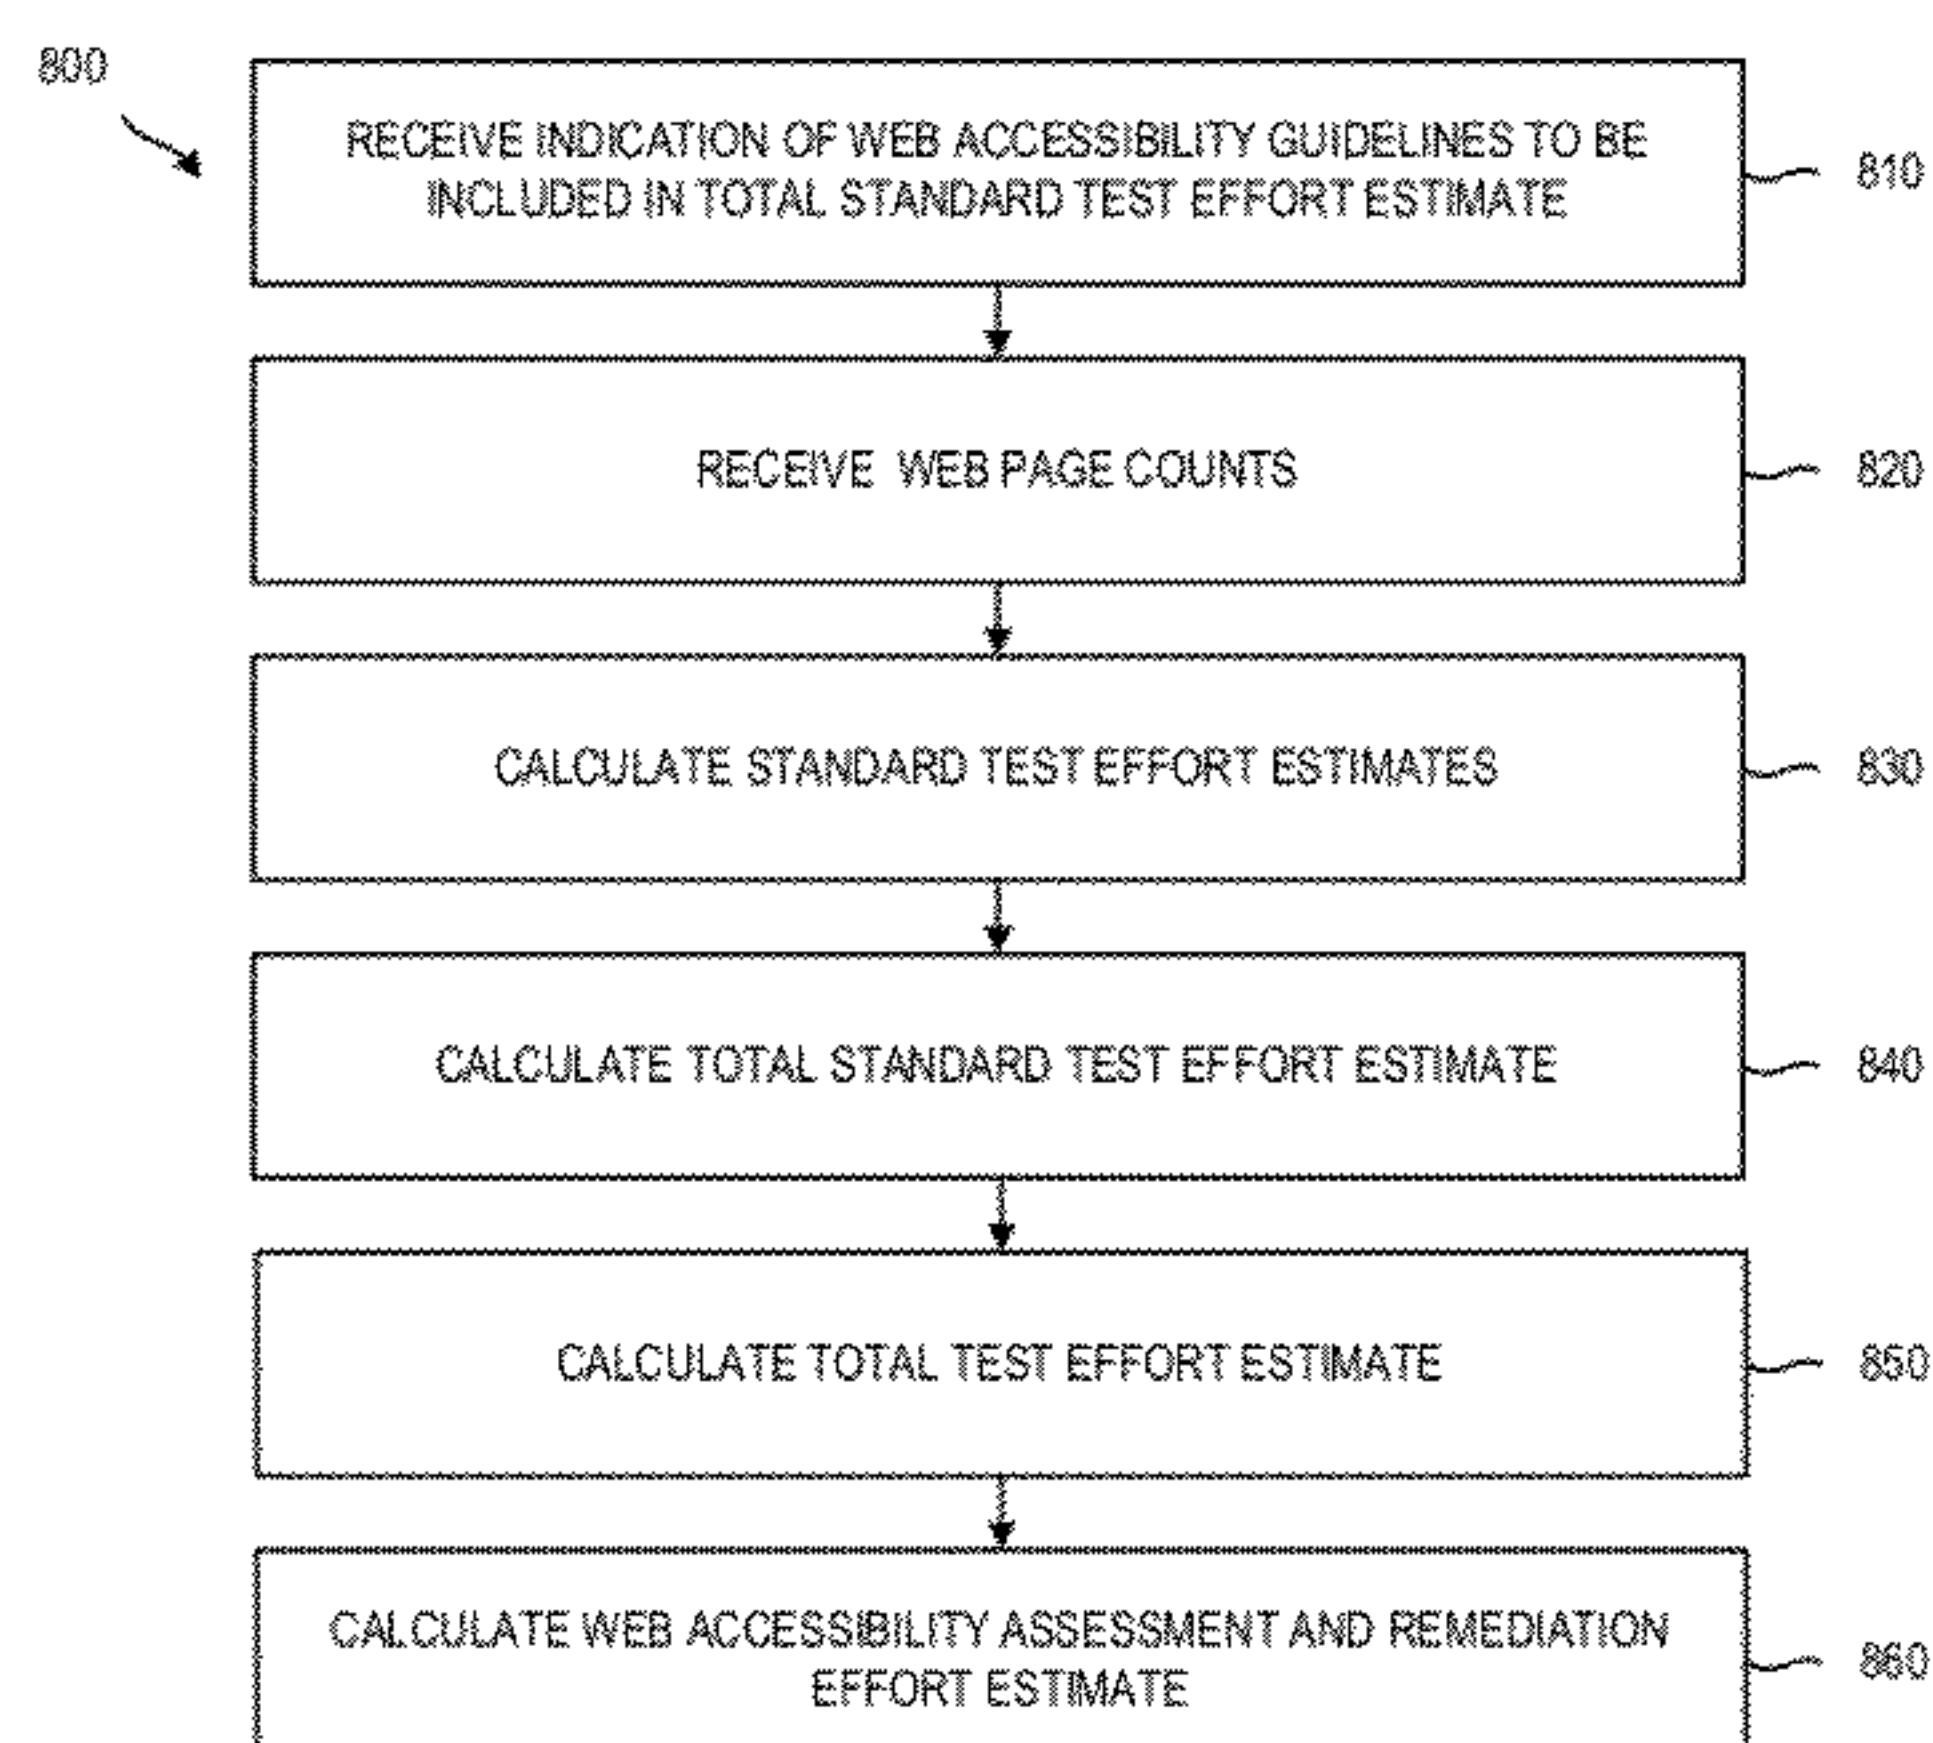 800
RECEIVE INDICATION OF WEB ACCESSIBILITY GUIDELINES TO BE
INCLUDED IN TOTAL STANDARD TEST EFFORT ESTIMATE
810
RECEIVE WEB PAGE COUNTS
820
CALCULATE STANDARD TEST EFFORT ESTIMATES
830
CALCULATE TOTAL STANDARD TEST EFFORT ESTIMATE
840
CALCULATE TOTAL TEST EFFORT ESTIMATE
850
CALCULATE WEB ACCESSIBILITY ASSESSMENT AND REMEDIATION
EFFORT ESTIMATE
860